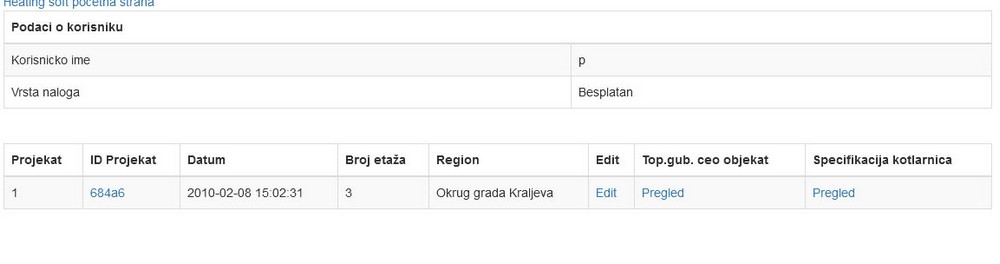 Heating soft pocetna strana
Podaci o korisniku
Korisnicko ime p
Vrsta naloga Besplatan
Projekat ID Projekat Datum Broj etaža Region Edit Top.gub. ceo objekat Specifikacija kotlarnica
1 684a6 2010-02-08 15:02:31 3 Okrug grada Kraljeva Edit Pregled Pregled